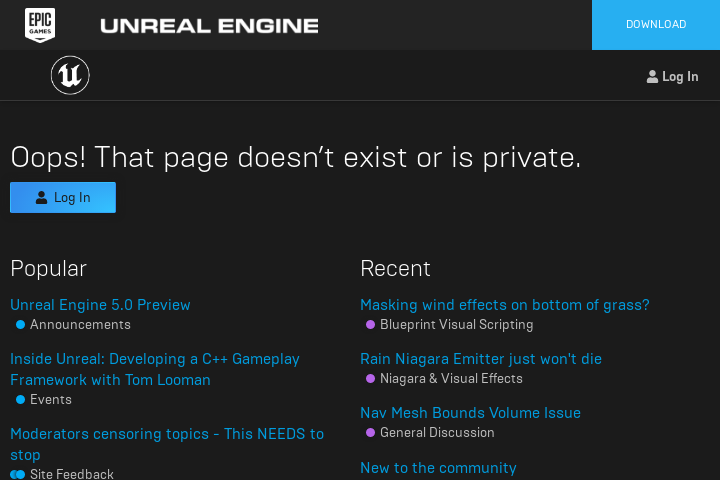 EPIC
GAMES
UNREAL ENGINE
DOWNLOAD
Log In
Oops! That page doesn’t exist or is private.
Log In
Popular
Unreal Engine 5.0 Preview
Announcements
Inside Unreal: Developing a C++ Gameplay
Framework with Tom Looman
Events
Moderators censoring topics - This NEEDS to
stop
Site Feedback
Recent
Masking wind effects on bottom of grass?
Blueprint Visual Scripting
Rain Niagara Emitter just won't die
Niagara & Visual Effects
Nav Mesh Bounds Volume Issue
General Discussion
New to the community